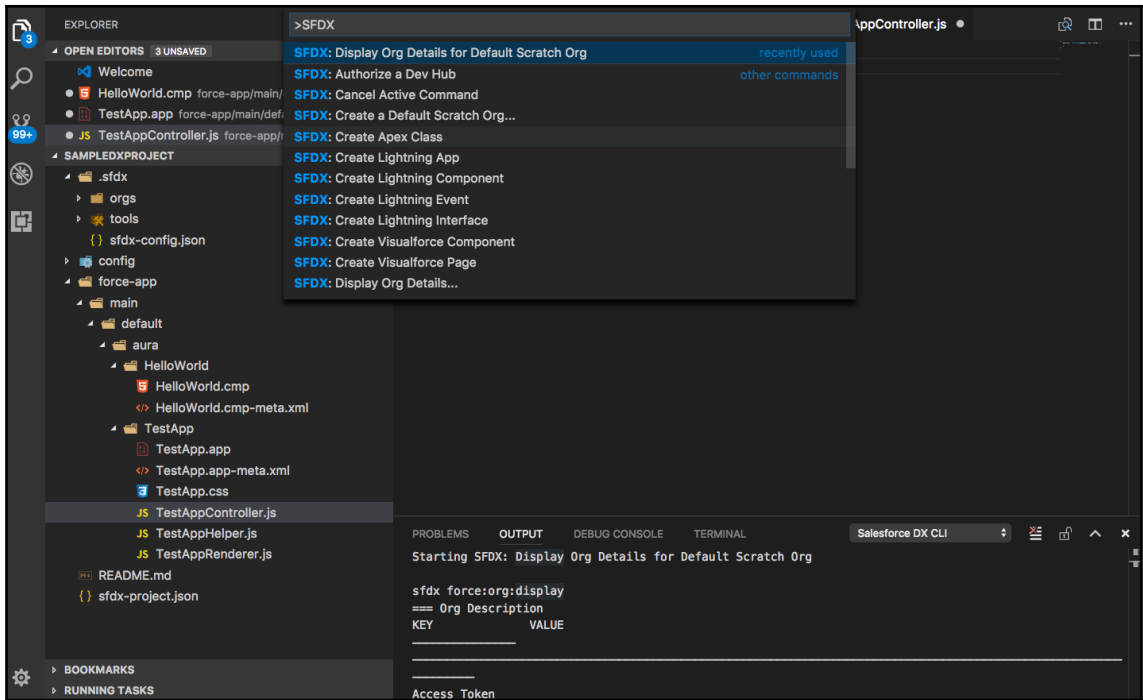 EXPLORER
OPEN EDITORS 3 UNSAVED
Welcome
HelloWorld.cmp force-app/main/
TestApp.app force-app/main/def
JS TestAppController.js force-app/
SAMPLEDXPROJECT
.sfdx
orgs
tools
{ } sfdx-config.json
config
force-app
main
default
aura
HelloWorld
HelloWorld.cmp
</> HelloWorld.cmp-meta.xml
TestApp
TestApp.app
</> TestApp.app-meta.xml
TestApp.css
JS TestAppController.js
JS TestAppHelper.js
JS TestAppRenderer.js
README.md
{ } sfdx-project.json
BOOKMARKS
RUNNING TASKS
3
99+
>SFDX
SFDX: Display Org Details for Default Scratch Org recently used
SFDX: Authorize a Dev Hub other commands
SFDX: Cancel Active Command
SFDX: Create a Default Scratch Org...
SFDX: Create Apex Class
SFDX: Create Lightning App
SFDX: Create Lightning Component
SFDX: Create Lightning Event
SFDX: Create Lightning Interface
SFDX: Create Visualforce Component
SFDX: Create Visualforce Page
SFDX: Display Org Details...
AppController.js
PROBLEMS OUTPUT DEBUG CONSOLE TERMINAL Salesforce DX CLI
Starting SFDX: Display Org Details for Default Scratch Org
sfdx force:org:display
=== Org Description
KEY VALUE
Access Token